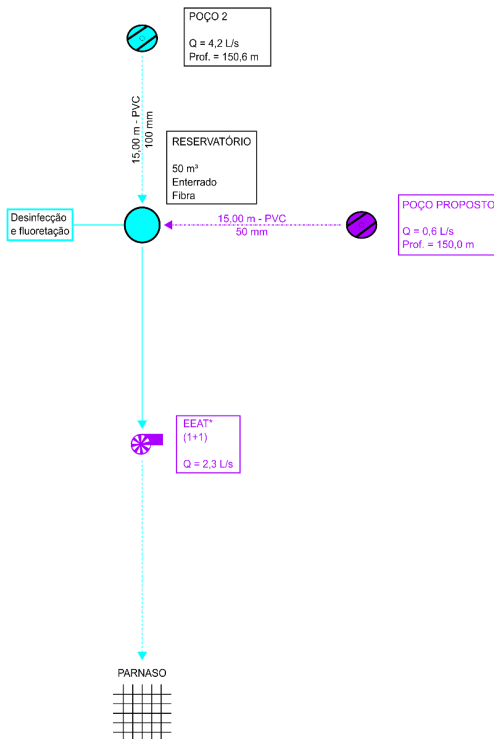 POÇO 2
Q = 4,2 L/s
Prof. = 150,6 m
15,00 m - PVC
100 mm
RESERVATÓRIO
50 m³
Enterrado
Fibra
Desinfecção
e fluoretação
15,00 m - PVC
50 mm
POÇO PROPOSTO
Q = 0,6 L/s
Prof. = 150,0 m
EEAT*
(1+1)
Q = 2,3 L/s
PARNASO